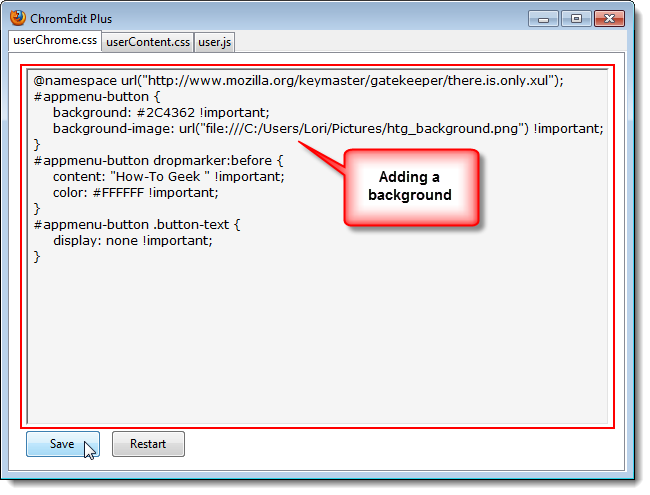 ChromEdit Plus
userChrome.css userContent.css user.js
@namespace url("http://www.mozilla.org/keymaster/gatekeeper/there.is.only.xul");
#appmenu-button {
background: #2C4362 !important;
background-image: url("file:///C:/Users/Lori/Pictures/htg_background.png") !important;
}
#appmenu-button dropmarker:before {
content: "How-To Geek " !important;
color: #FFFFFF !important;
}
#appmenu-button .button-text {
display: none !important;
}
Adding a
background
Save Restart